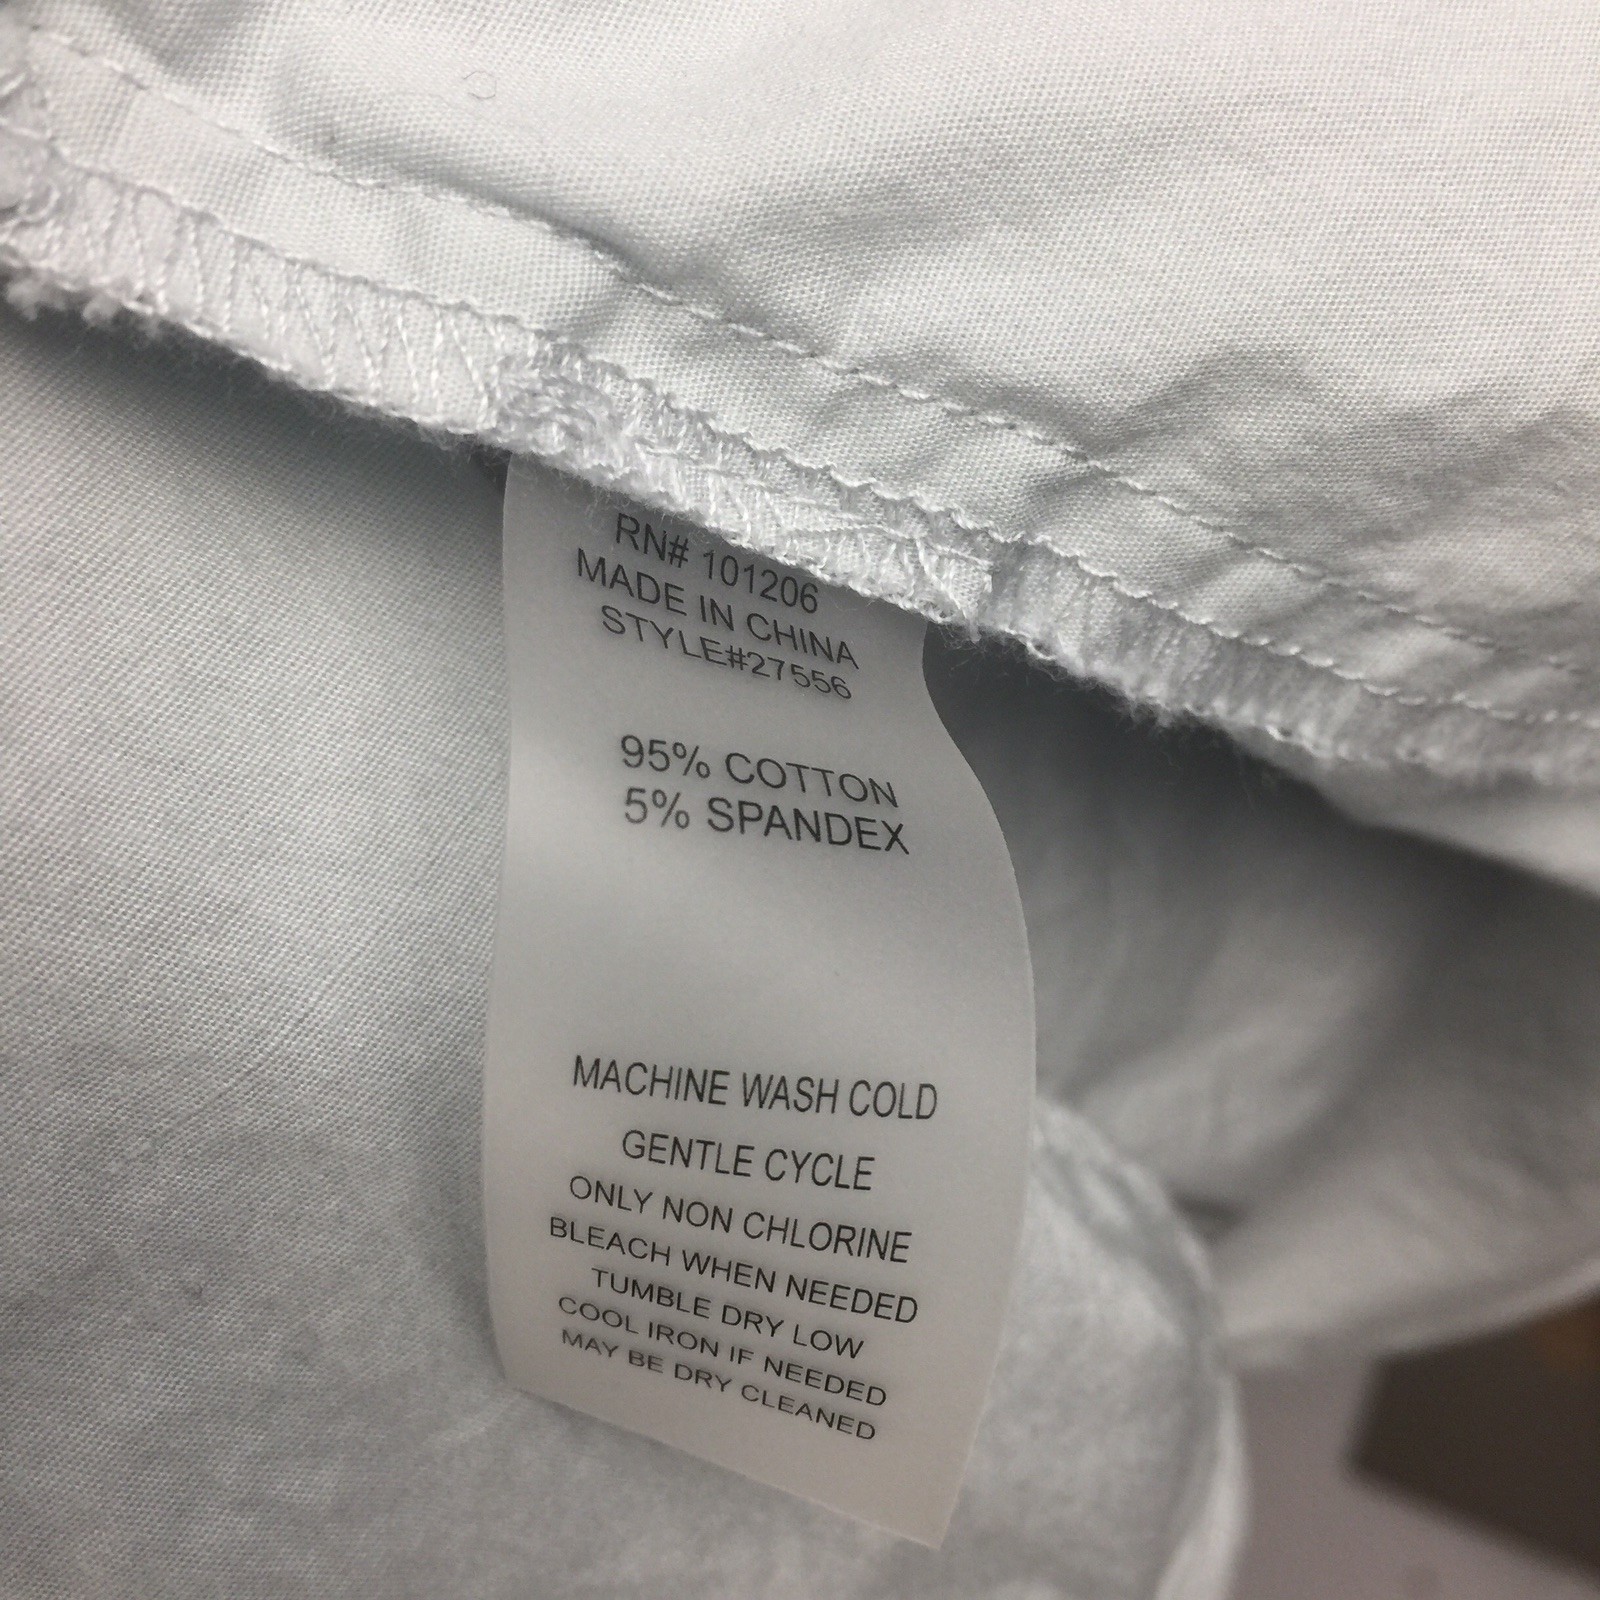 RN# 101206
MADE IN CHINA
STYLE#27556
95% COTTON
5% SPANDEX
MACHINE WASH COLD
GENTLE CYCLE
ONLY NON CHLORINE
BLEACH WHEN NEEDED
TUMBLE DRY LOW
COOL IRON IF NEEDED
MAY BE DRY CLEANED